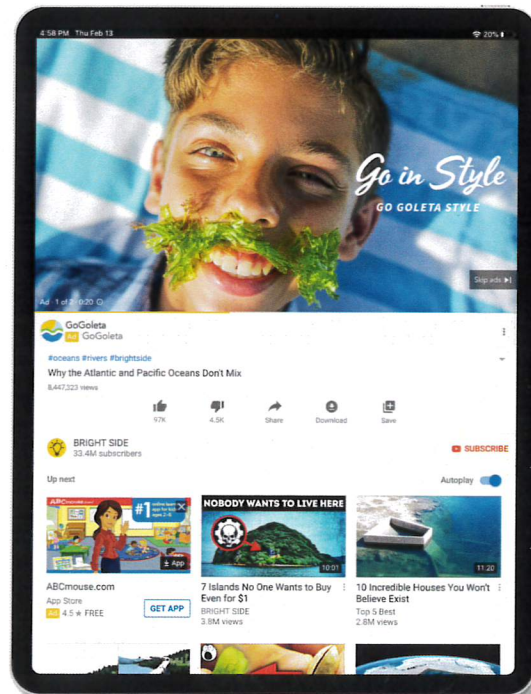 4:58 PM Thu Feb 13
20%
Go in Style
GO GOLETA STYLE
Skip ads
Ad · 1 of 2 · 0:20
GoGoleta
Ad GoGoleta
#oceans #rivers #brightside
Why the Atlantic and Pacific Oceans Don't Mix
8,447,323 views
97K
4.5K
Share
Download
Save
BRIGHT SIDE
33.4M subscribers
SUBSCRIBE
Up next
Autoplay
ABCmouse.com
#1
App
NOBODY WANTS TO LIVE HERE
10:01
11:20
ABCmouse.com
App Store
Ad 4.5 ★ FREE
GET APP
7 Islands No One Wants to Buy
Even for $1
BRIGHT SIDE
3.8M views
10 Incredible Houses You Won't
Believe Exist
Top 5 Best
2.8M views